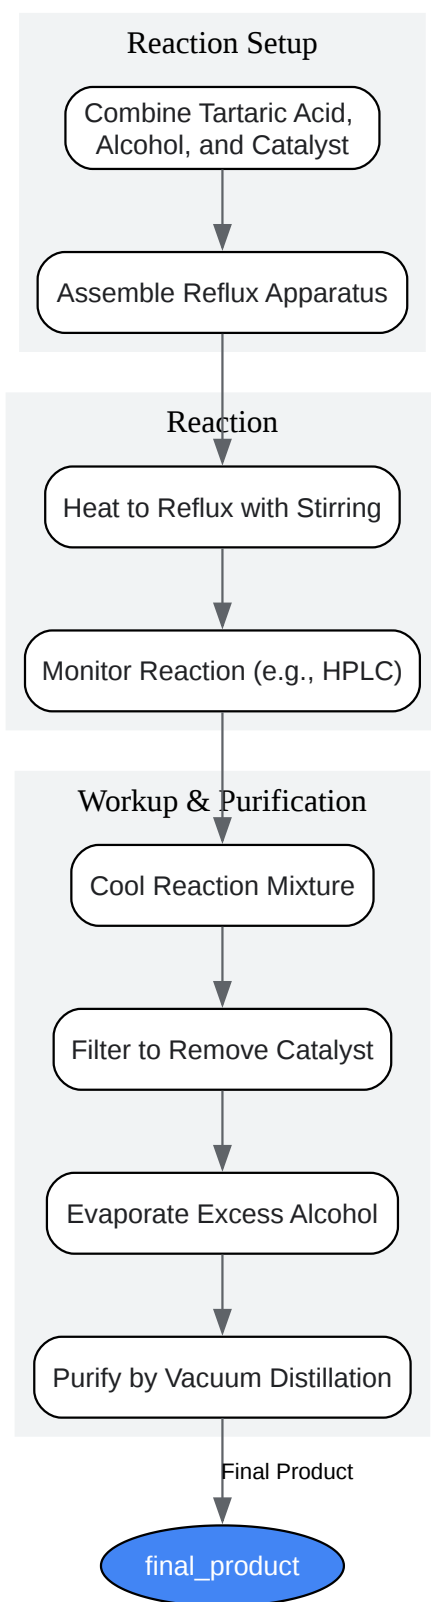 Reaction Setup
Combine Tartaric Acid,
Alcohol, and Catalyst
Assemble Reflux Apparatus
Reaction
Heat to Reflux with Stirring
Monitor Reaction (e.g., HPLC)
Workup & Purification
Cool Reaction Mixture
Filter to Remove Catalyst
Evaporate Excess Alcohol
Purify by Vacuum Distillation
Final Product
final_product